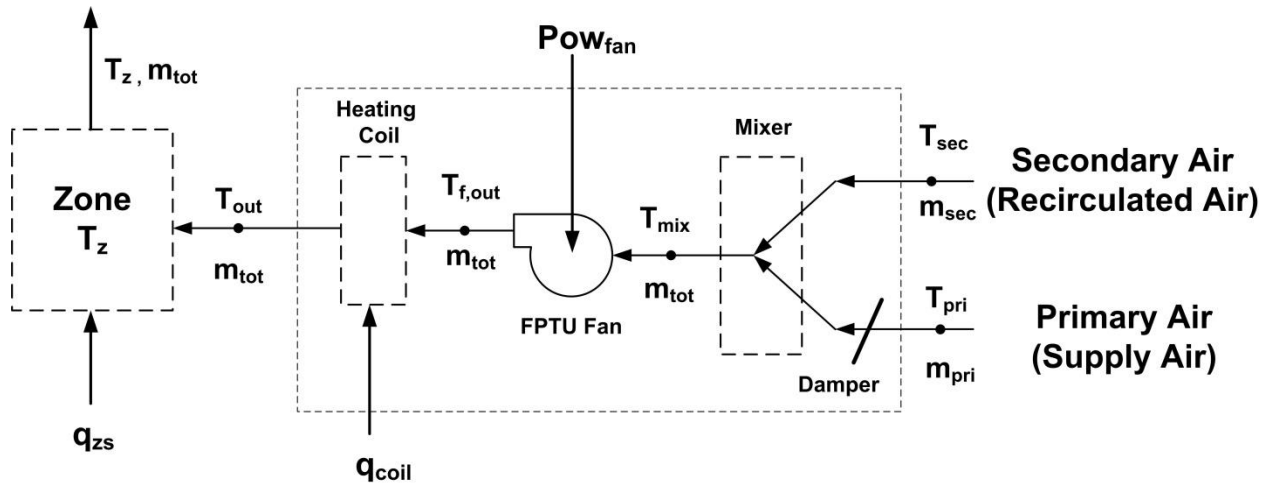 T_z , m_tot
Zone
T_z
q_zs
T_out
m_tot
Heating
Coil
q_coil
T_f,out
m_tot
Pow_fan
FPTU Fan
T_mix
m_tot
Mixer
Damper
T_sec
m_sec
Secondary Air
(Recirculated Air)
T_pri
m_pri
Primary Air
(Supply Air)